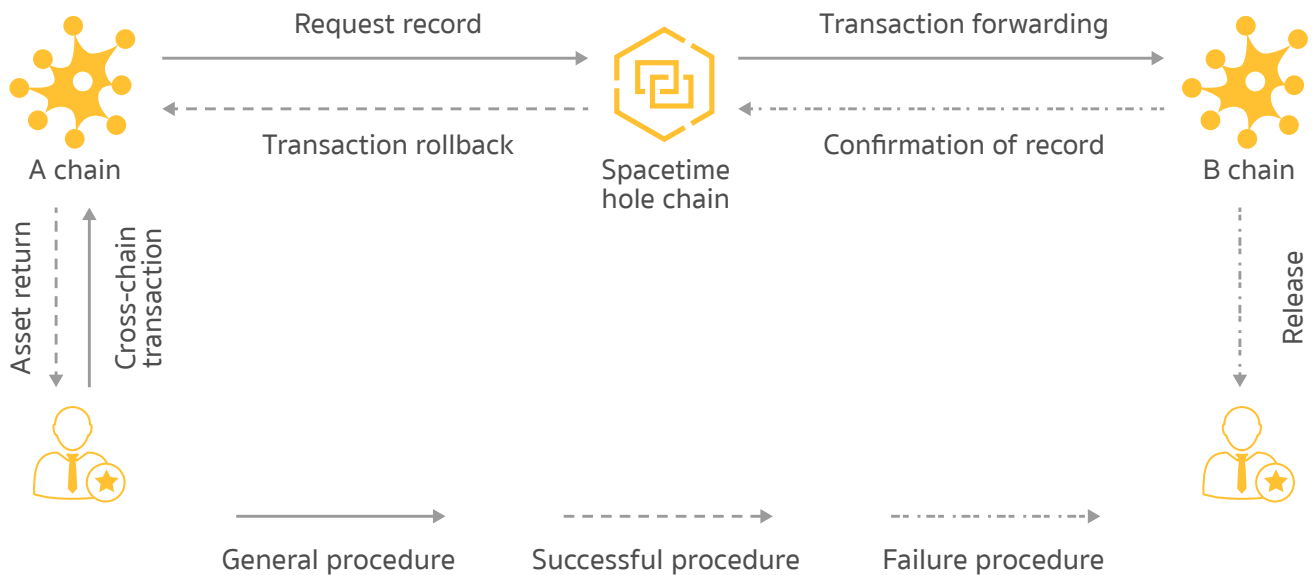 Request record
Transaction forwarding
Transaction rollback
Confirmation of record
A chain
Spacetime
hole chain
B chain
Asset return
Cross-chain
transaction
Release
General procedure
Successful procedure
Failure procedure